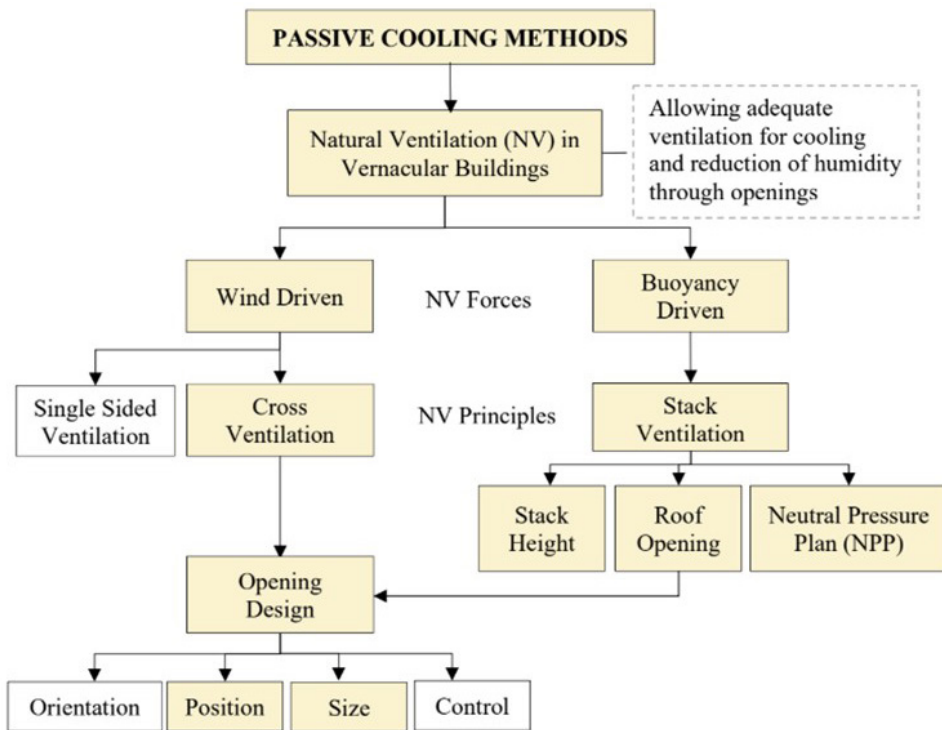 PASSIVE COOLING METHODS
Natural Ventilation (NV) in
Vernacular Buildings
Allowing adequate
ventilation for cooling
and reduction of humidity
through openings
Wind Driven
NV Forces
Buoyancy
Driven
Single Sided
Ventilation
Cross
Ventilation
NV Principles
Stack
Ventilation
Stack
Height
Roof
Opening
Neutral Pressure
Plan (NPP)
Opening
Design
Orientation
Position
Size
Control